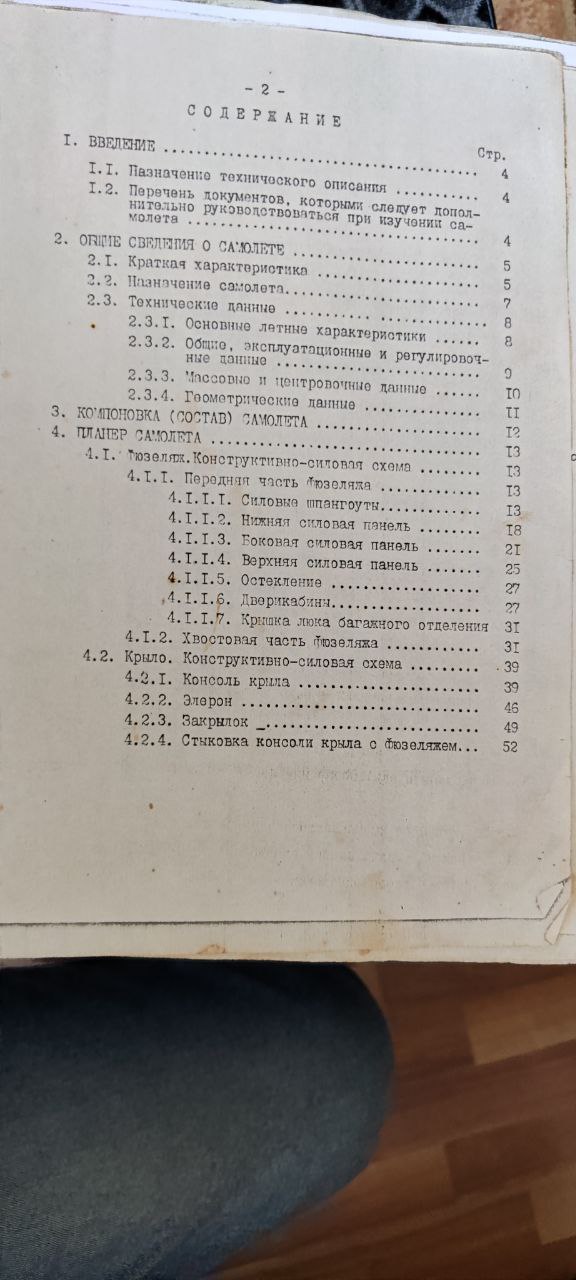 - 2 -
СОДЕРЖАНИЕ
Стр.
I. ВВЕДЕНИЕ ........ 4
I.I. Назначение технического описания ........ 4
I.2. Перечень документов, которыми следует допол-
нительно руководствоваться при изучении са-
молета ........ 4
2. ОБЩИЕ СВЕДЕНИЯ О САМОЛЕТЕ ........ 5
2.I. Краткая характеристика ........ 5
2.2. Назначение самолета........ 7
2.3. Технические данные ........ 8
2.3.I. Основные летные характеристики ...... 8
2.3.2. Общие, эксплуатационные и регулировоч-
ные данные ........ 9
2.3.3. Массовые и центровочные данные ...... IO
2.3.4. Геометрические данные ........ II
3. КОМПОНОВКА (СОСТАВ) САМОЛЕТА ........ I2
4. ПЛАНЕР САМОЛЕТА ........ I3
4.I. Фюзеляж.Конструктивно-силовая схема ........ I3
4.I.I. Передняя часть фюзеляжа ........ I3
4.I.I.I. Силовые шпангоуты........ I3
4.I.I.2. Нижняя силовая панель ........ I8
4.I.I.3. Боковая силовая панель ....... 2I
4.I.I.4. Верхняя силовая панель ....... 25
4.I.I.5. Остекление ........ 27
4.I.I.6. Дверикабины........ 27
4.I.I.7. Крышка люка багажного отделения 3I
4.I.2. Хвостовая часть фюзеляжа ........ 3I
4.2. Крыло. Конструктивно-силовая схема ......... 39
4.2.I. Консоль крыла ........ 39
4.2.2. Элерон ........ 46
4.2.3. Закрылок _........ 49
4.2.4. Стыковка консоли крыла с фюзеляжем... 52